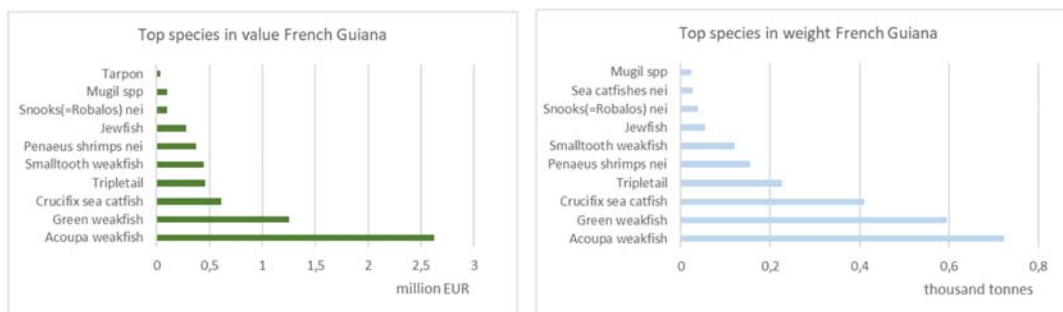 Top species in value French Guiana
Tarpon
Mugil spp
Snooks(=Robalos) nei
Jewfish
Penaeus shrimps nei
Smalltooth weakfish
Tripletail
Crucifix sea catfish
Green weakfish
Acoupa weakfish
0 0,5 1 1,5 2 2,5 3
million EUR
Top species in weight French Guiana
Mugil spp
Sea catfishes nei
Snooks(=Robalos) nei
Jewfish
Smalltooth weakfish
Penaeus shrimps nei
Tripletail
Crucifix sea catfish
Green weakfish
Acoupa weakfish
0 0,2 0,4 0,6 0,8
thousand tonnes